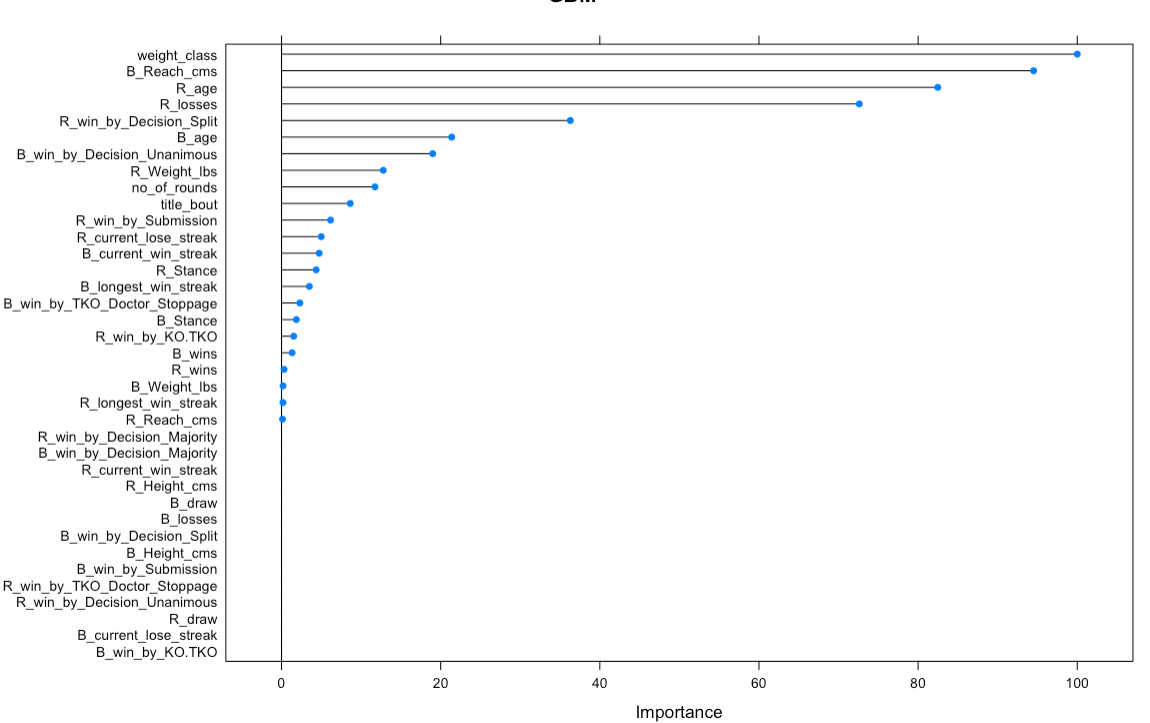 weight_class
B_Reach_cms
R_age
R_losses
R_win_by_Decision_Split
B_age
B_win_by_Decision_Unanimous
R_Weight_lbs
no_of_rounds
title_bout
R_win_by_Submission
R_current_lose_streak
B_current_win_streak
R_Stance
B_longest_win_streak
B_win_by_TKO_Doctor_Stoppage
B_Stance
R_win_by_KO.TKO
B_wins
R_wins
B_Weight_lbs
R_longest_win_streak
R_Reach_cms
R_win_by_Decision_Majority
B_win_by_Decision_Majority
R_current_win_streak
R_Height_cms
B_draw
B_losses
B_win_by_Decision_Split
B_Height_cms
B_win_by_Submission
R_win_by_TKO_Doctor_Stoppage
R_win_by_Decision_Unanimous
R_draw
B_current_lose_streak
B_win_by_KO.TKO
0 20 40 60 80 100
Importance